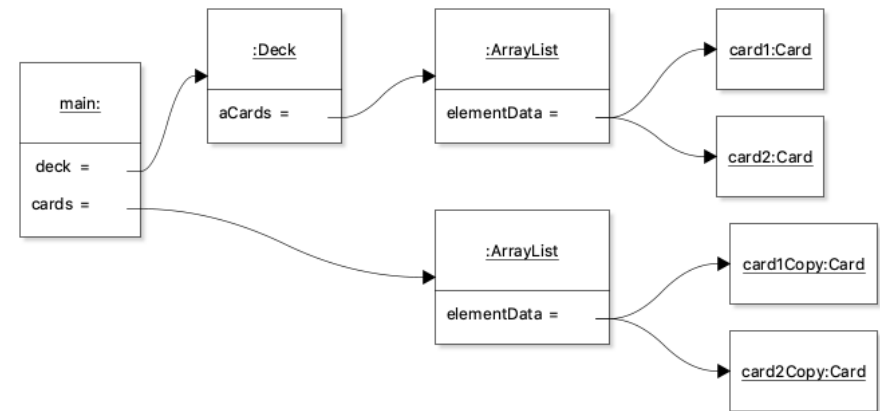 main:
deck =
cards =
:Deck
aCards =
:ArrayList
elementData =
card1:Card
card2:Card
:ArrayList
elementData =
card1Copy:Card
card2Copy:Card